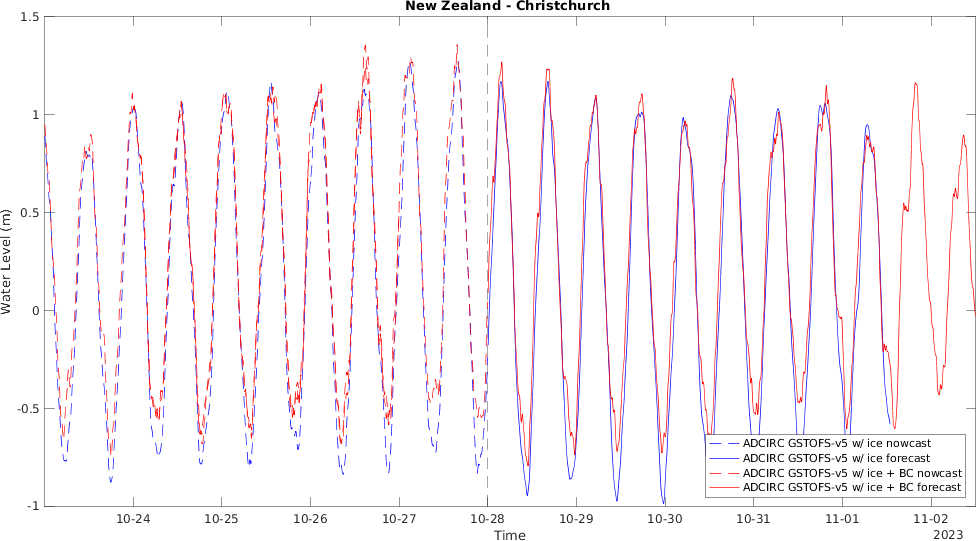 New Zealand - Christchurch
1.5
1
0.5
0
-0.5
-1
Water Level (m)
10-24 10-25 10-26 10-27 10-28 10-29 10-30 10-31 11-01 11-02
Time
2023
ADCIRC GSTOFS-v5 w/ ice nowcast
ADCIRC GSTOFS-v5 w/ ice forecast
ADCIRC GSTOFS-v5 w/ ice + BC nowcast
ADCIRC GSTOFS-v5 w/ ice + BC forecast